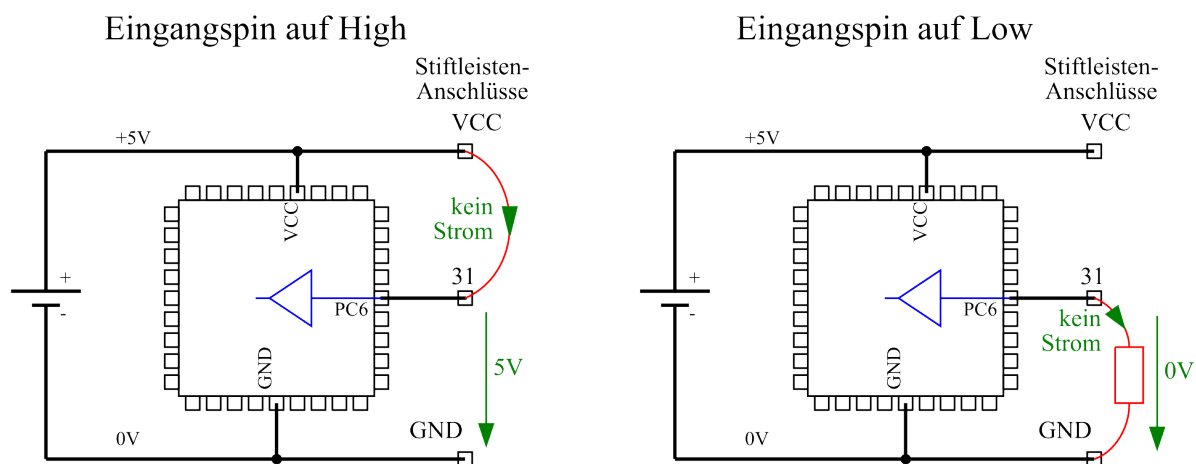 Eingangspin auf High
Stiftleisten-
Anschlüsse
VCC
+5V
kein
Strom
VCC
31
PC6
+
-
GND
5V
0V
GND
Eingangspin auf Low
Stiftleisten-
Anschlüsse
VCC
+5V
VCC
31
PC6
+
-
kein
Strom
GND
0V
0V
GND